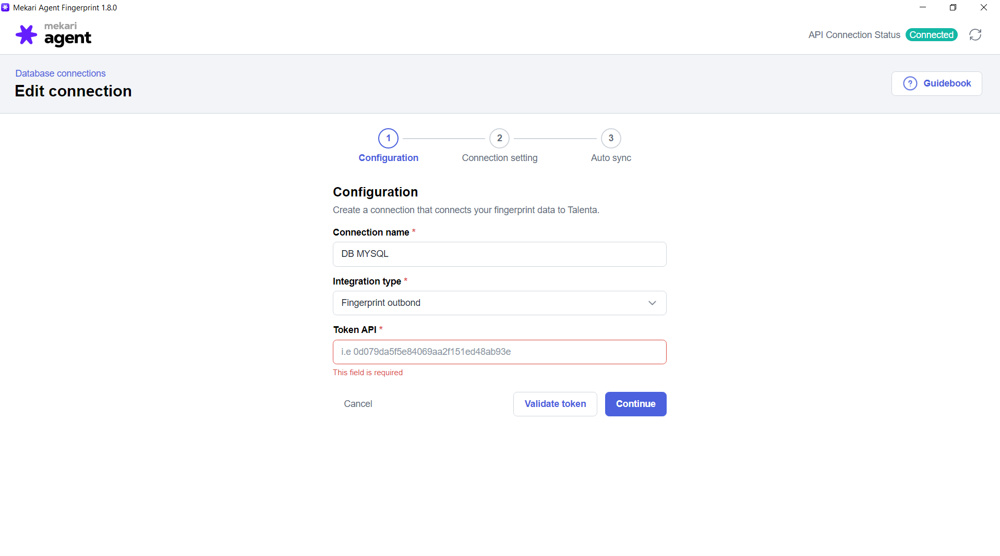 Mekari Agent Fingerprint 1.8.0
mekari
agent
API Connection Status Connected
Database connections
Edit connection
? Guidebook
1 2 3
Configuration Connection setting Auto sync
Configuration
Create a connection that connects your fingerprint data to Talenta.
Connection name *
DB MYSQL
Integration type *
Fingerprint outbond
Token API *
i.e 0d079da5f5e84069aa2f151ed48ab93e
This field is required
Cancel Validate token Continue